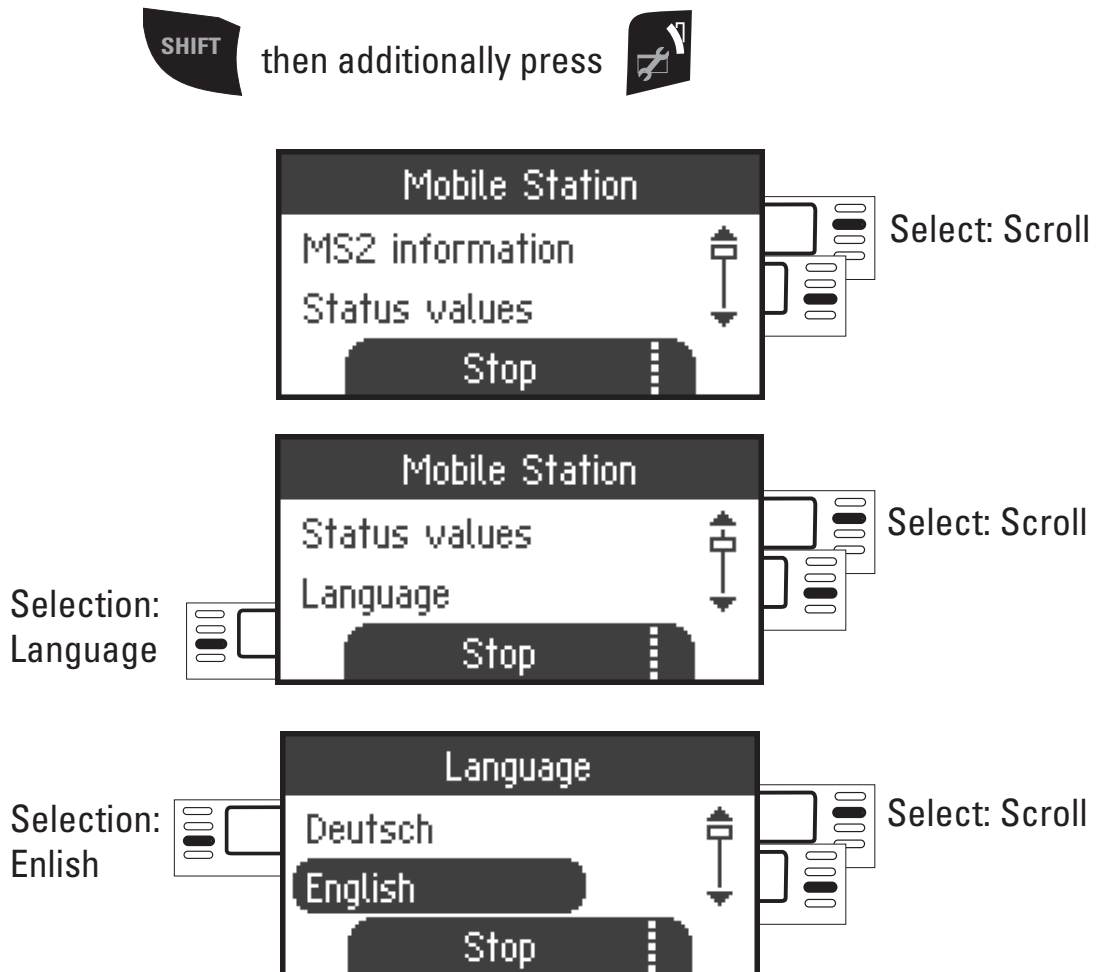 SHIFT then additionally press
Mobile Station
MS2 information
Status values
Stop
Select: Scroll
Mobile Station
Status values
Language
Stop
Select: Scroll
Selection:
Language
Language
Deutsch
English
Stop
Select: Scroll
Selection:
Enlish